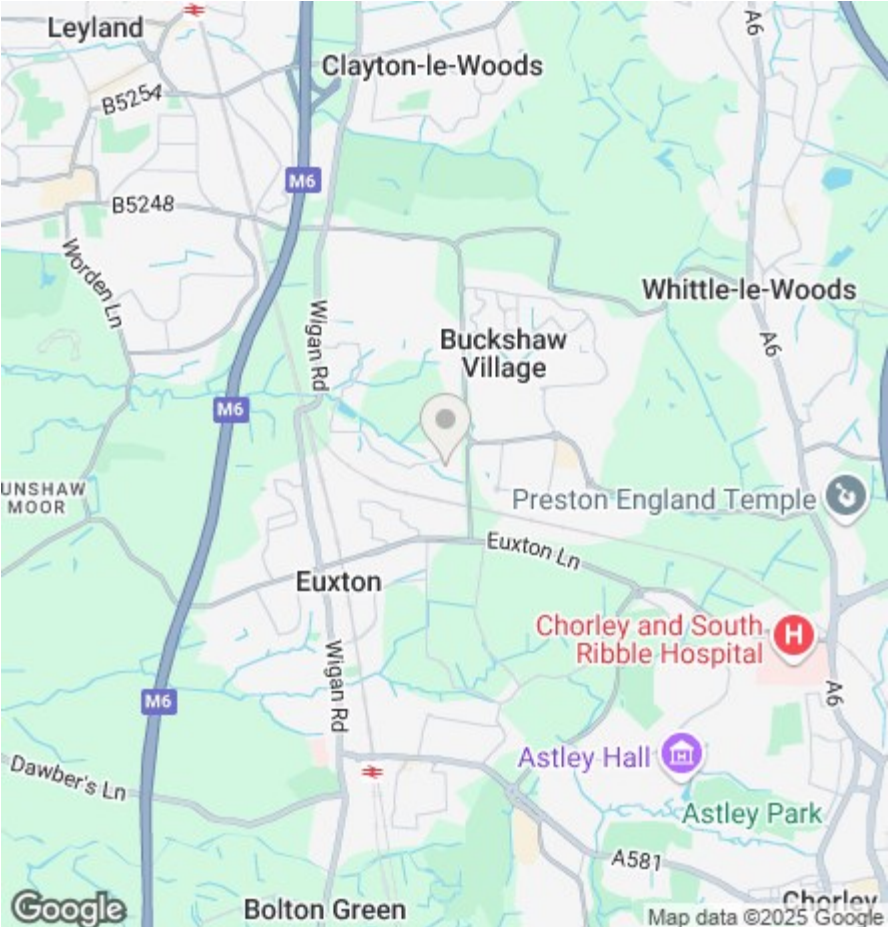 Leyland
A6
Clayton-le-Woods
B5254
M6
B5248
Worden Ln
Whittle-le-Woods
Wigan Rd
A6
Buckshaw
Village
M6
UNSHAW
MOOR
Preston England Temple
Euxton Ln
Euxton
Chorley and South
Ribble Hospital
H
Wigan Rd
A6
M6
Astley Hall
Dawber's Ln
Astley Park
A581
Chorley
Bolton Green
Google
Map data ©2025 Google